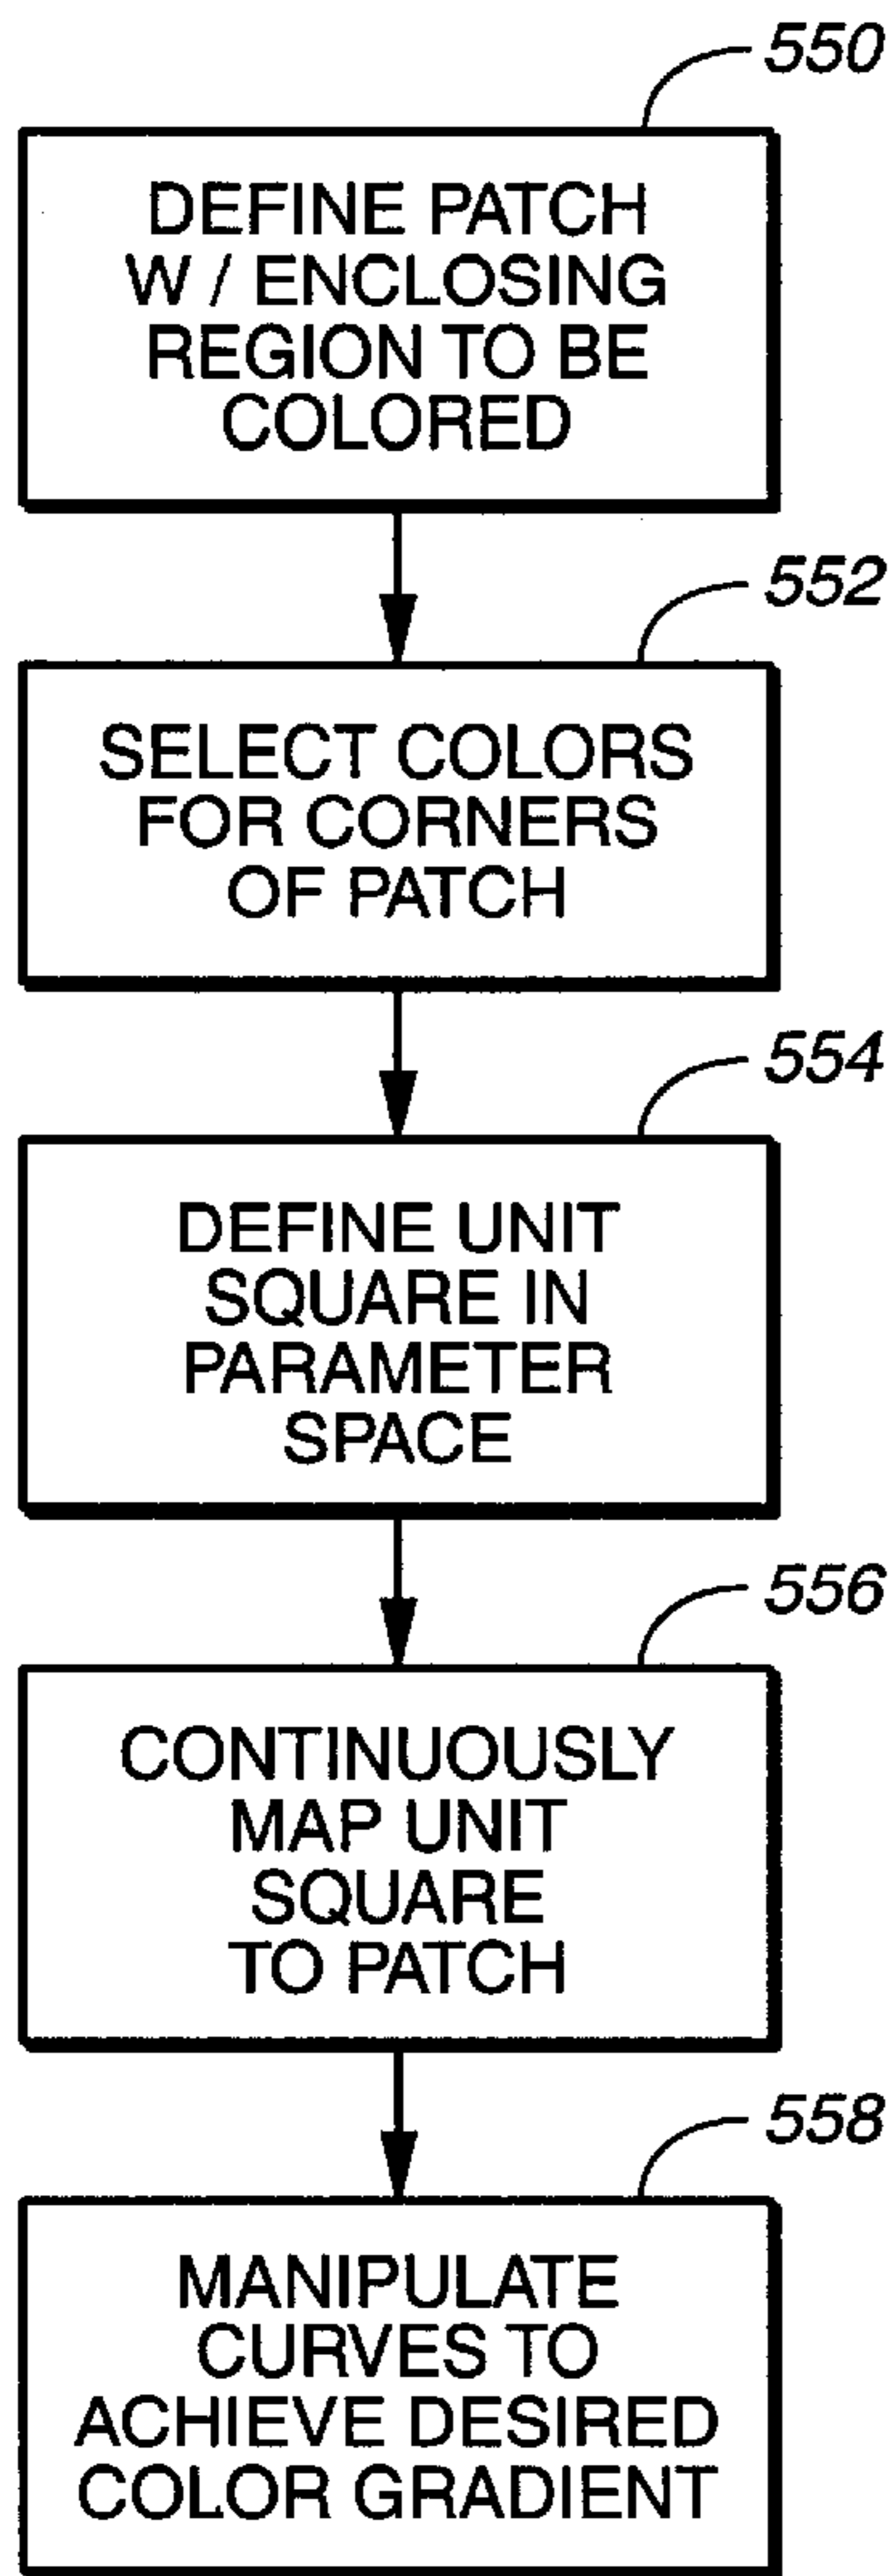 550
DEFINE PATCH
W / ENCLOSING
REGION TO BE
COLORED
552
SELECT COLORS
FOR CORNERS
OF PATCH
554
DEFINE UNIT
SQUARE IN
PARAMETER
SPACE
556
CONTINUOUSLY
MAP UNIT
SQUARE
TO PATCH
558
MANIPULATE
CURVES TO
ACHIEVE DESIRED
COLOR GRADIENT